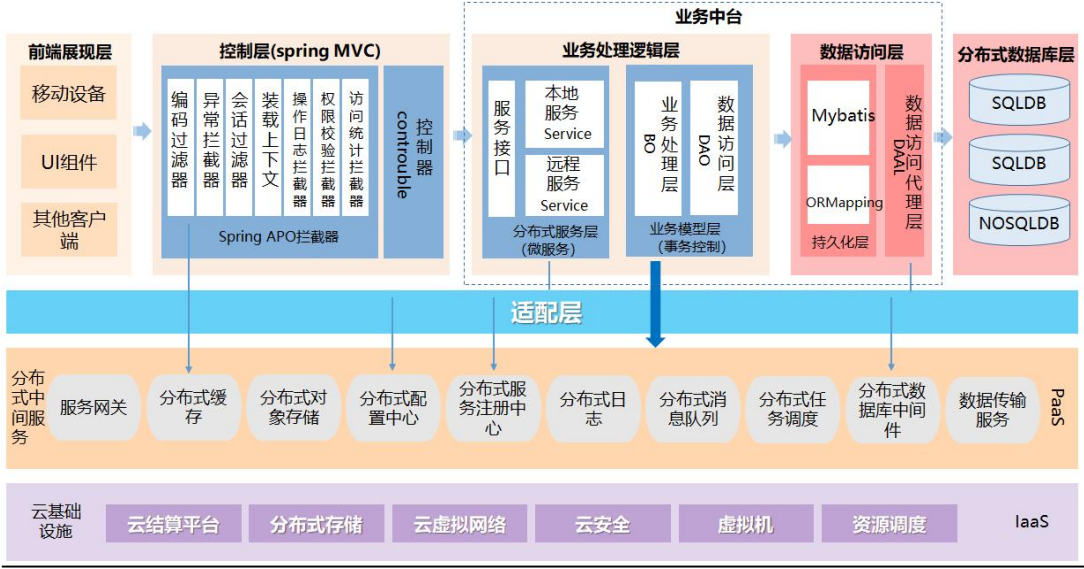 业务中台
前端展现层
移动设备
UI组件
其他客户
端
控制层(spring MVC)
编码过滤器
异常拦截器
会话过滤器
装载上下文
操作日志拦截器
权限校验拦截器
访问统计拦截器
Spring APO拦截器
控制器
controuble
业务处理逻辑层
服务接口
本地
服务
Service
远程
服务
Service
分布式服务层
(微服务)
业务处理层
BO
数据访问层
DAO
业务模型层
(事务控制)
数据访问层
Mybatis
ORMapping
持久化层
数据访问代理层
DAAL
分布式数据库层
SQLDB
SQLDB
NOSQLDB
适配层
分布
式中
间服
务
服务网关
分布式缓
存
分布式对
象存储
分布式配
置中心
分布式服
务注册中
心
分布式日
志
分布式消
息队列
分布式任
务调度
分布式数
据库中间
件
数据传输
服务
PaaS
云基础
设施
云结算平台
分布式存储
云虚拟网络
云安全
虚拟机
资源调度
IaaS